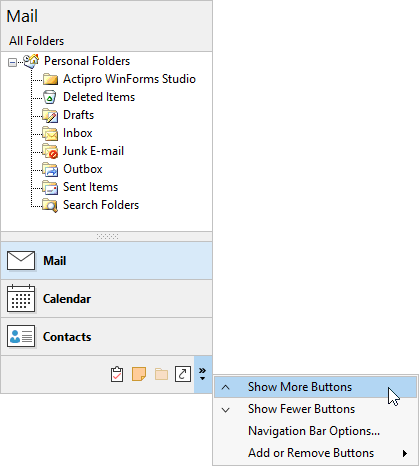 Mail
All Folders
Personal Folders
Actipro WinForms Studio
Deleted Items
Drafts
Inbox
Junk E-mail
Outbox
Sent Items
Search Folders
Mail
Calendar
Contacts
Show More Buttons
Show Fewer Buttons
Navigation Bar Options...
Add or Remove Buttons